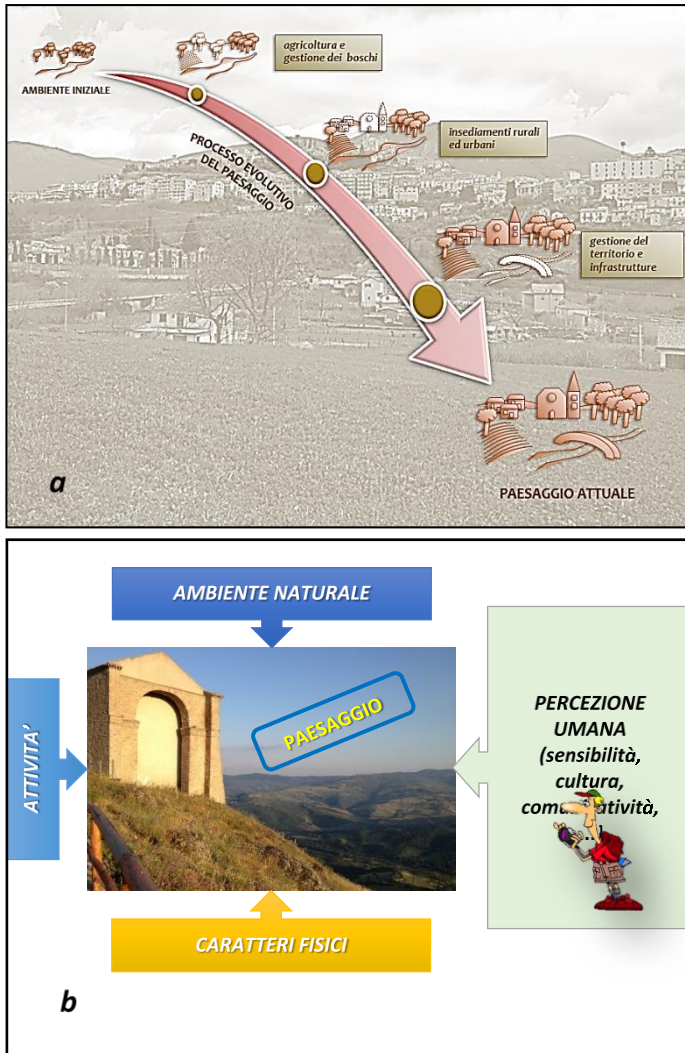 agricoltura e
gestione dei boschi
AMBIENTE INIZIALE
insediamenti rurali
ed urbani
PROCESSO EVOLUTIVO
DEL PAESAGGIO
gestione del
territorio e
infrastrutture
PAESAGGIO ATTUALE
a
AMBIENTE NATURALE
PAESAGGIO
ATTIVITA’
PERCEZIONE
UMANA
(sensibilità,
cultura,
CARATTERI FISICI
b